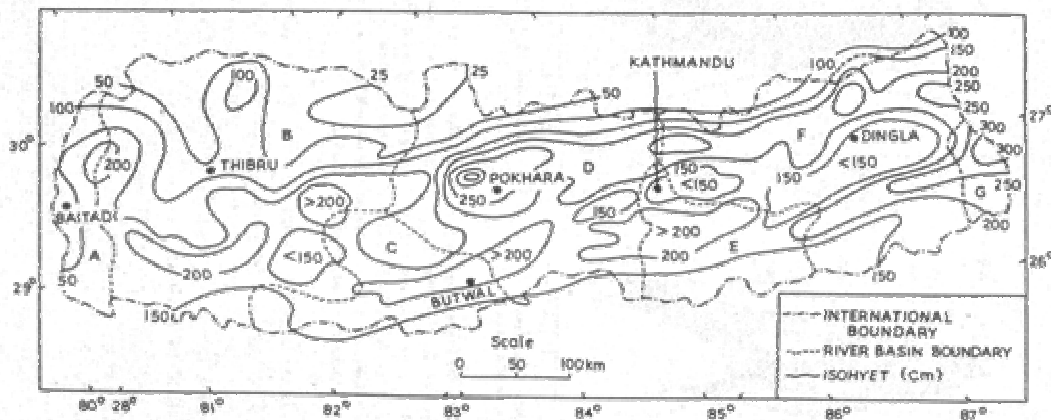 100
150
200
250
250
300
300
250
200
150
KATHMANDU
100
50
100
25
25
50
50
100
27°
30°
B
F
DINGLA
<150
THIBRU
D
200
POKHARA
250
750
<150
150
G
>200
150
BAITADI
A
C
>200
>200
E
<150
200
200
200
26°
50
29°
BUTWAL
150
150
Scale
0 50 100km
INTERNATIONAL
BOUNDARY
RIVER BASIN BOUNDARY
ISOHYET (Cm)
80° 28° 81° 82° 83° 84° 85° 86° 87°